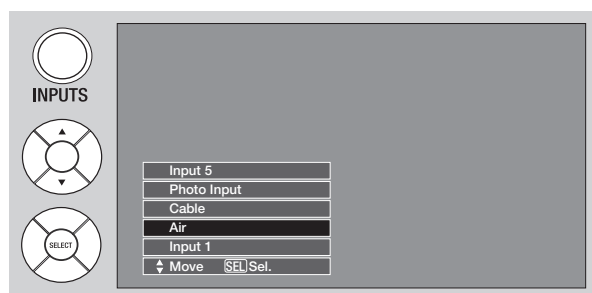 INPUTS
SELECT
Input 5
Photo Input
Cable
Air
Input 1
Move SEL Sel.